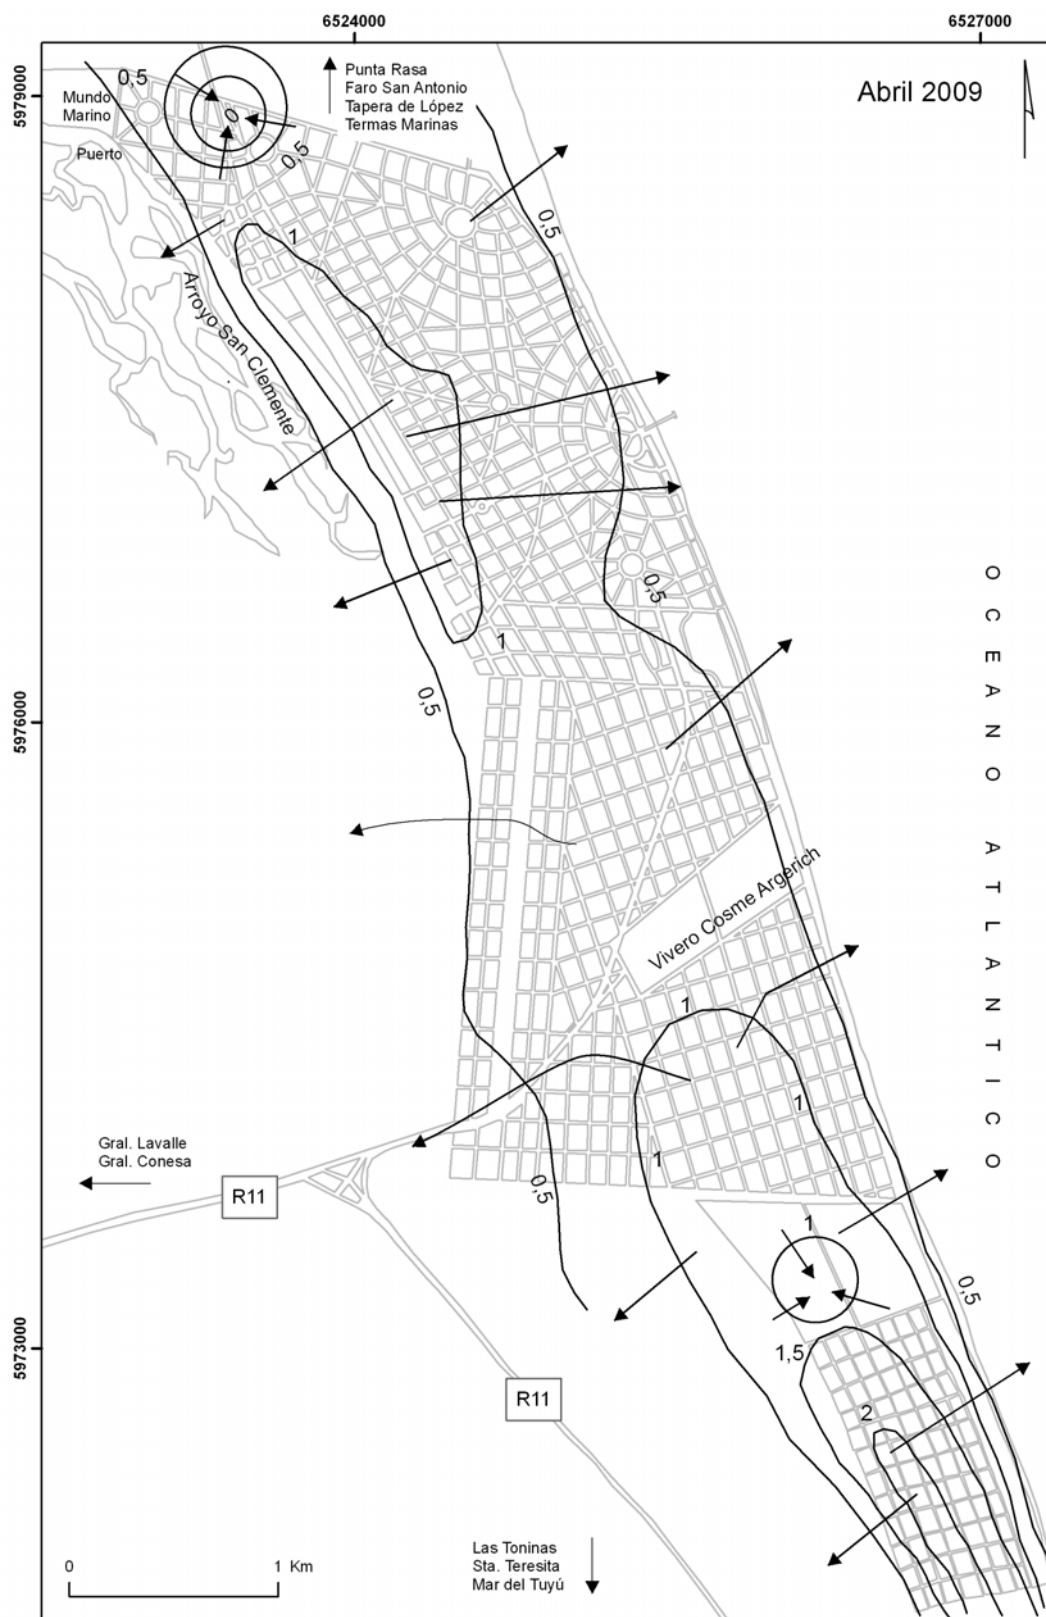 6524000
6527000
5979000
5976000
5973000
Abril 2009
Punta Rasa
Faro San Antonio
Tapera de López
Termas Marinas
0,5
Mundo
Marino
Puerto
0
0,5
1
0,5
Arroyo San Clemente
0,5
1
0,5
OCEANO ATLANTICO
Vivero Cosme Argerich
1
1
1
Gral. Lavalle
Gral. Conesa
R11
0,5
1
0,5
1,5
2
R11
Las Toninas
Sta. Teresita
Mar del Tuyú
0
1 Km